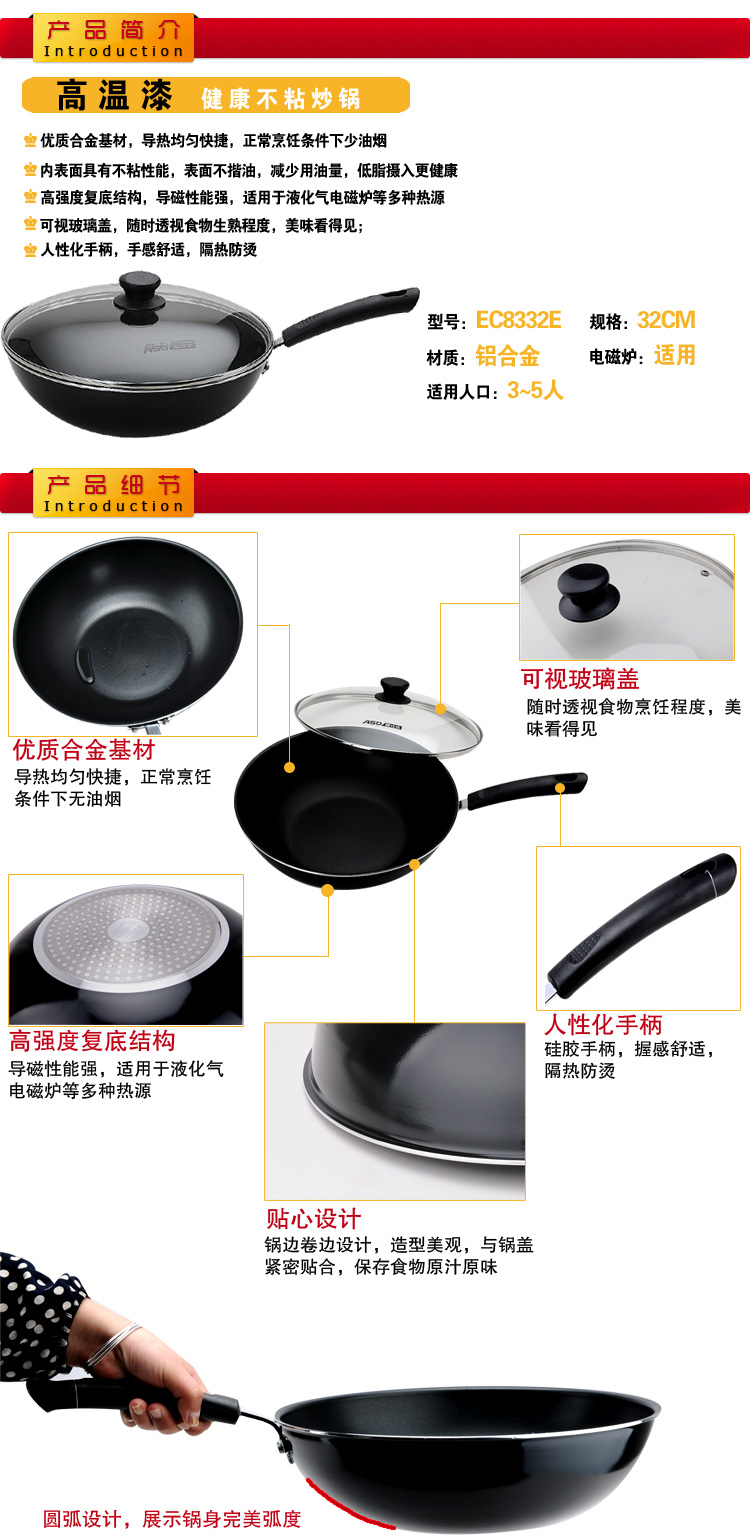 产品简介
Introduction
高温漆 健康不粘炒锅
优质合金基材，导热均匀快捷，正常烹饪条件下少油烟
内表面具有不粘性能，表面不揩油，减少用油量，低脂摄入更健康
高强度复底结构，导磁性能强，适用于液化气电磁炉等多种热源
可视玻璃盖，随时透视食物生熟程度，美味看得见；
人性化手柄，手感舒适，隔热防烫
ASD
型号：EC8332E 规格：32CM
材质：铝合金 电磁炉：适用
适用人口：3~5人
产品细节
Introduction
可视玻璃盖
随时透视食物烹饪程度，美
味看得见
ASD
优质合金基材
导热均匀快捷，正常烹饪
条件下无油烟
高强度复底结构
导磁性能强，适用于液化气
电磁炉等多种热源
人性化手柄
硅胶手柄，握感舒适，
隔热防烫
贴心设计
锅边卷边设计，造型美观，与锅盖
紧密贴合，保存食物原汁原味
圆弧设计，展示锅身完美弧度